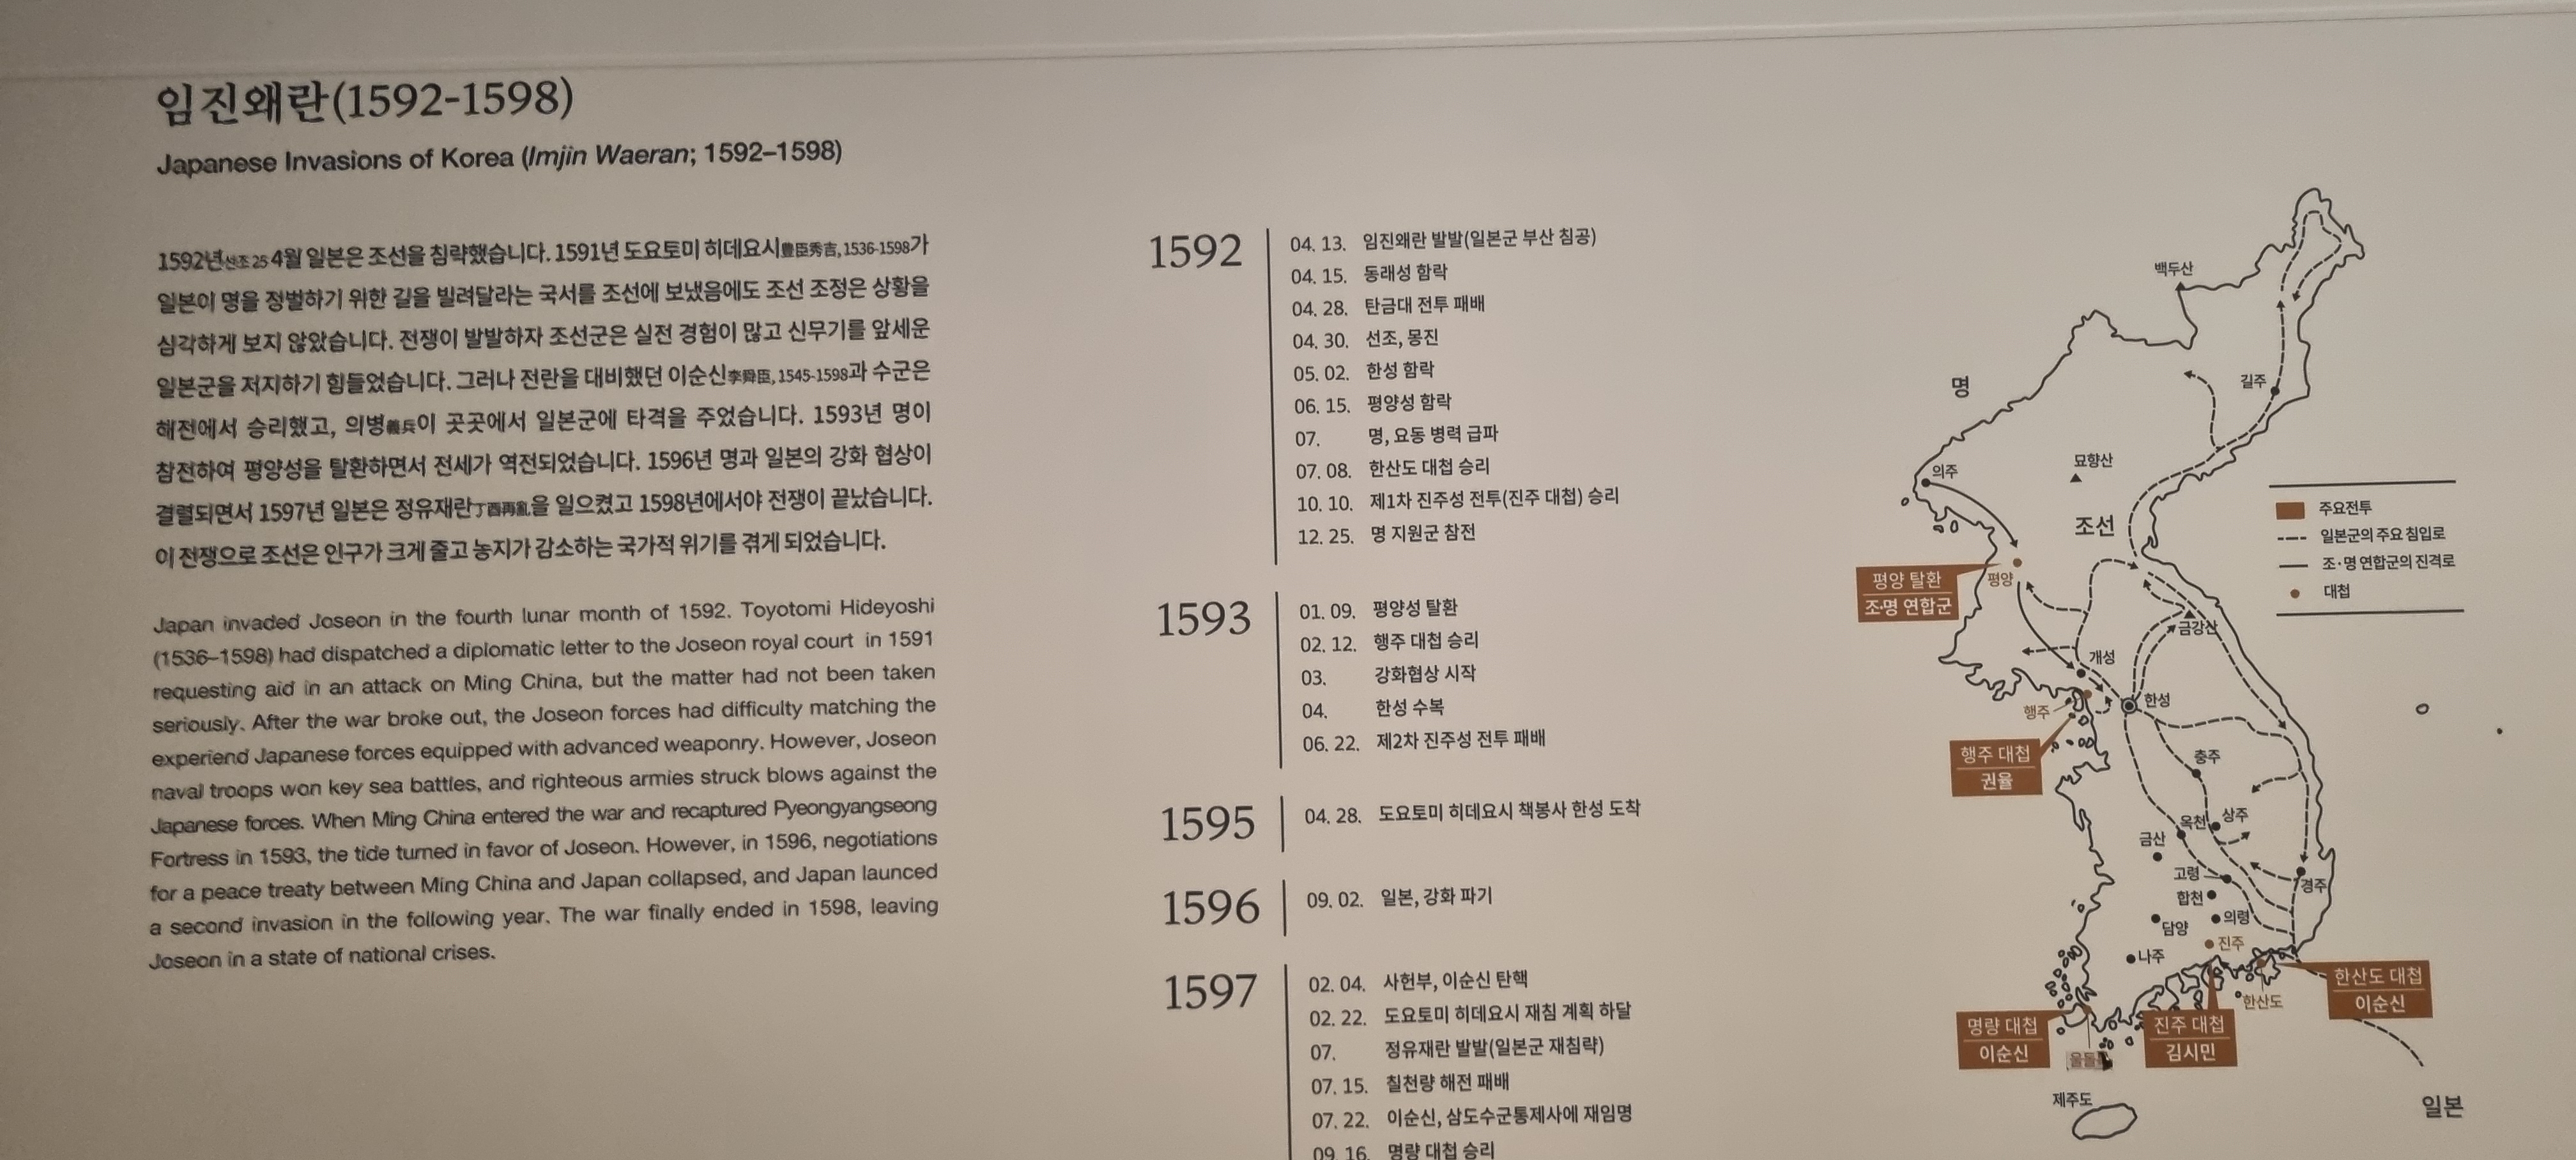 임진왜란(1592-1598)
Japanese Invasions of Korea (Imjin Waeran; 1592–1598)
1592년선조 25 4월 일본은 조선을 침략했습니다. 1591년 도요토미 히데요시豊臣秀吉, 1536-1598가
일본이 명을 정벌하기 위한 길을 빌려달라는 국서를 조선에 보냈음에도 조선 조정은 상황을
심각하게 보지 않았습니다. 전쟁이 발발하자 조선군은 실전 경험이 많고 신무기를 앞세운
일본군을 저지하기 힘들었습니다. 그러나 전란을 대비했던 이순신李舜臣, 1545-1598과 수군은
해전에서 승리했고, 의병義兵이 곳곳에서 일본군에 타격을 주었습니다. 1593년 명이
참전하여 평양성을 탈환하면서 전세가 역전되었습니다. 1596년 명과 일본의 강화 협상이
결렬되면서 1597년 일본은 정유재란丁酉再亂을 일으켰고 1598년에서야 전쟁이 끝났습니다.
이 전쟁으로 조선은 인구가 크게 줄고 농지가 감소하는 국가적 위기를 겪게 되었습니다.
Japan invaded Joseon in the fourth lunar month of 1592. Toyotomi Hideyoshi
(1536–1598) had dispatched a diplomatic letter to the Joseon royal court in 1591
requesting aid in an attack on Ming China, but the matter had not been taken
seriously. After the war broke out, the Joseon forces had difficulty matching the
experiend Japanese forces equipped with advanced weaponry. However, Joseon
naval troops won key sea battles, and righteous armies struck blows against the
Japanese forces. When Ming China entered the war and recaptured Pyeongyangseong
Fortress in 1593, the tide turned in favor of Joseon. However, in 1596, negotiations
for a peace treaty between Ming China and Japan collapsed, and Japan launced
a second invasion in the following year. The war finally ended in 1598, leaving
Joseon in a state of national crises.
1592
04. 13. 임진왜란 발발(일본군 부산 침공)
04. 15. 동래성 함락
04. 28. 탄금대 전투 패배
04. 30. 선조, 몽진
05. 02. 한성 함락
06. 15. 평양성 함락
07. 명, 요동 병력 급파
07. 08. 한산도 대첩 승리
10. 10. 제1차 진주성 전투(진주 대첩) 승리
12. 25. 명 지원군 참전
1593
01. 09. 평양성 탈환
02. 12. 행주 대첩 승리
03. 강화협상 시작
04. 한성 수복
06. 22. 제2차 진주성 전투 패배
1595
04. 28. 도요토미 히데요시 책봉사 한성 도착
1596
09. 02. 일본, 강화 파기
1597
02. 04. 사헌부, 이순신 탄핵
02. 22. 도요토미 히데요시 재침 계획 하달
07. 정유재란 발발(일본군 재침략)
07. 15. 칠천량 해전 패배
07. 22. 이순신, 삼도수군통제사에 재임명
09. 16. 명량 대첩 승리
백두산
명
길주
의주
묘향산
조선
주요전투
일본군의 주요 침입로
조·명 연합군의 진격로
대첩
평양 탈환
조·명 연합군
평양
금강산
개성
한성
행주
행주 대첩
권율
충주
상주
옥천
금산
고령
경주
합천
의령
담양
진주
나주
한산도 대첩
이순신
한산도
명량 대첩
이순신
진주 대첩
김시민
제주도
일본